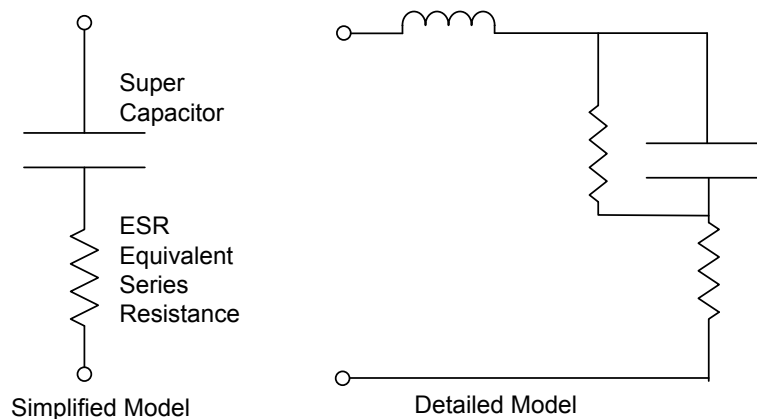 Super
Capacitor
ESR
Equivalent
Series
Resistance
Simplified Model
Detailed Model